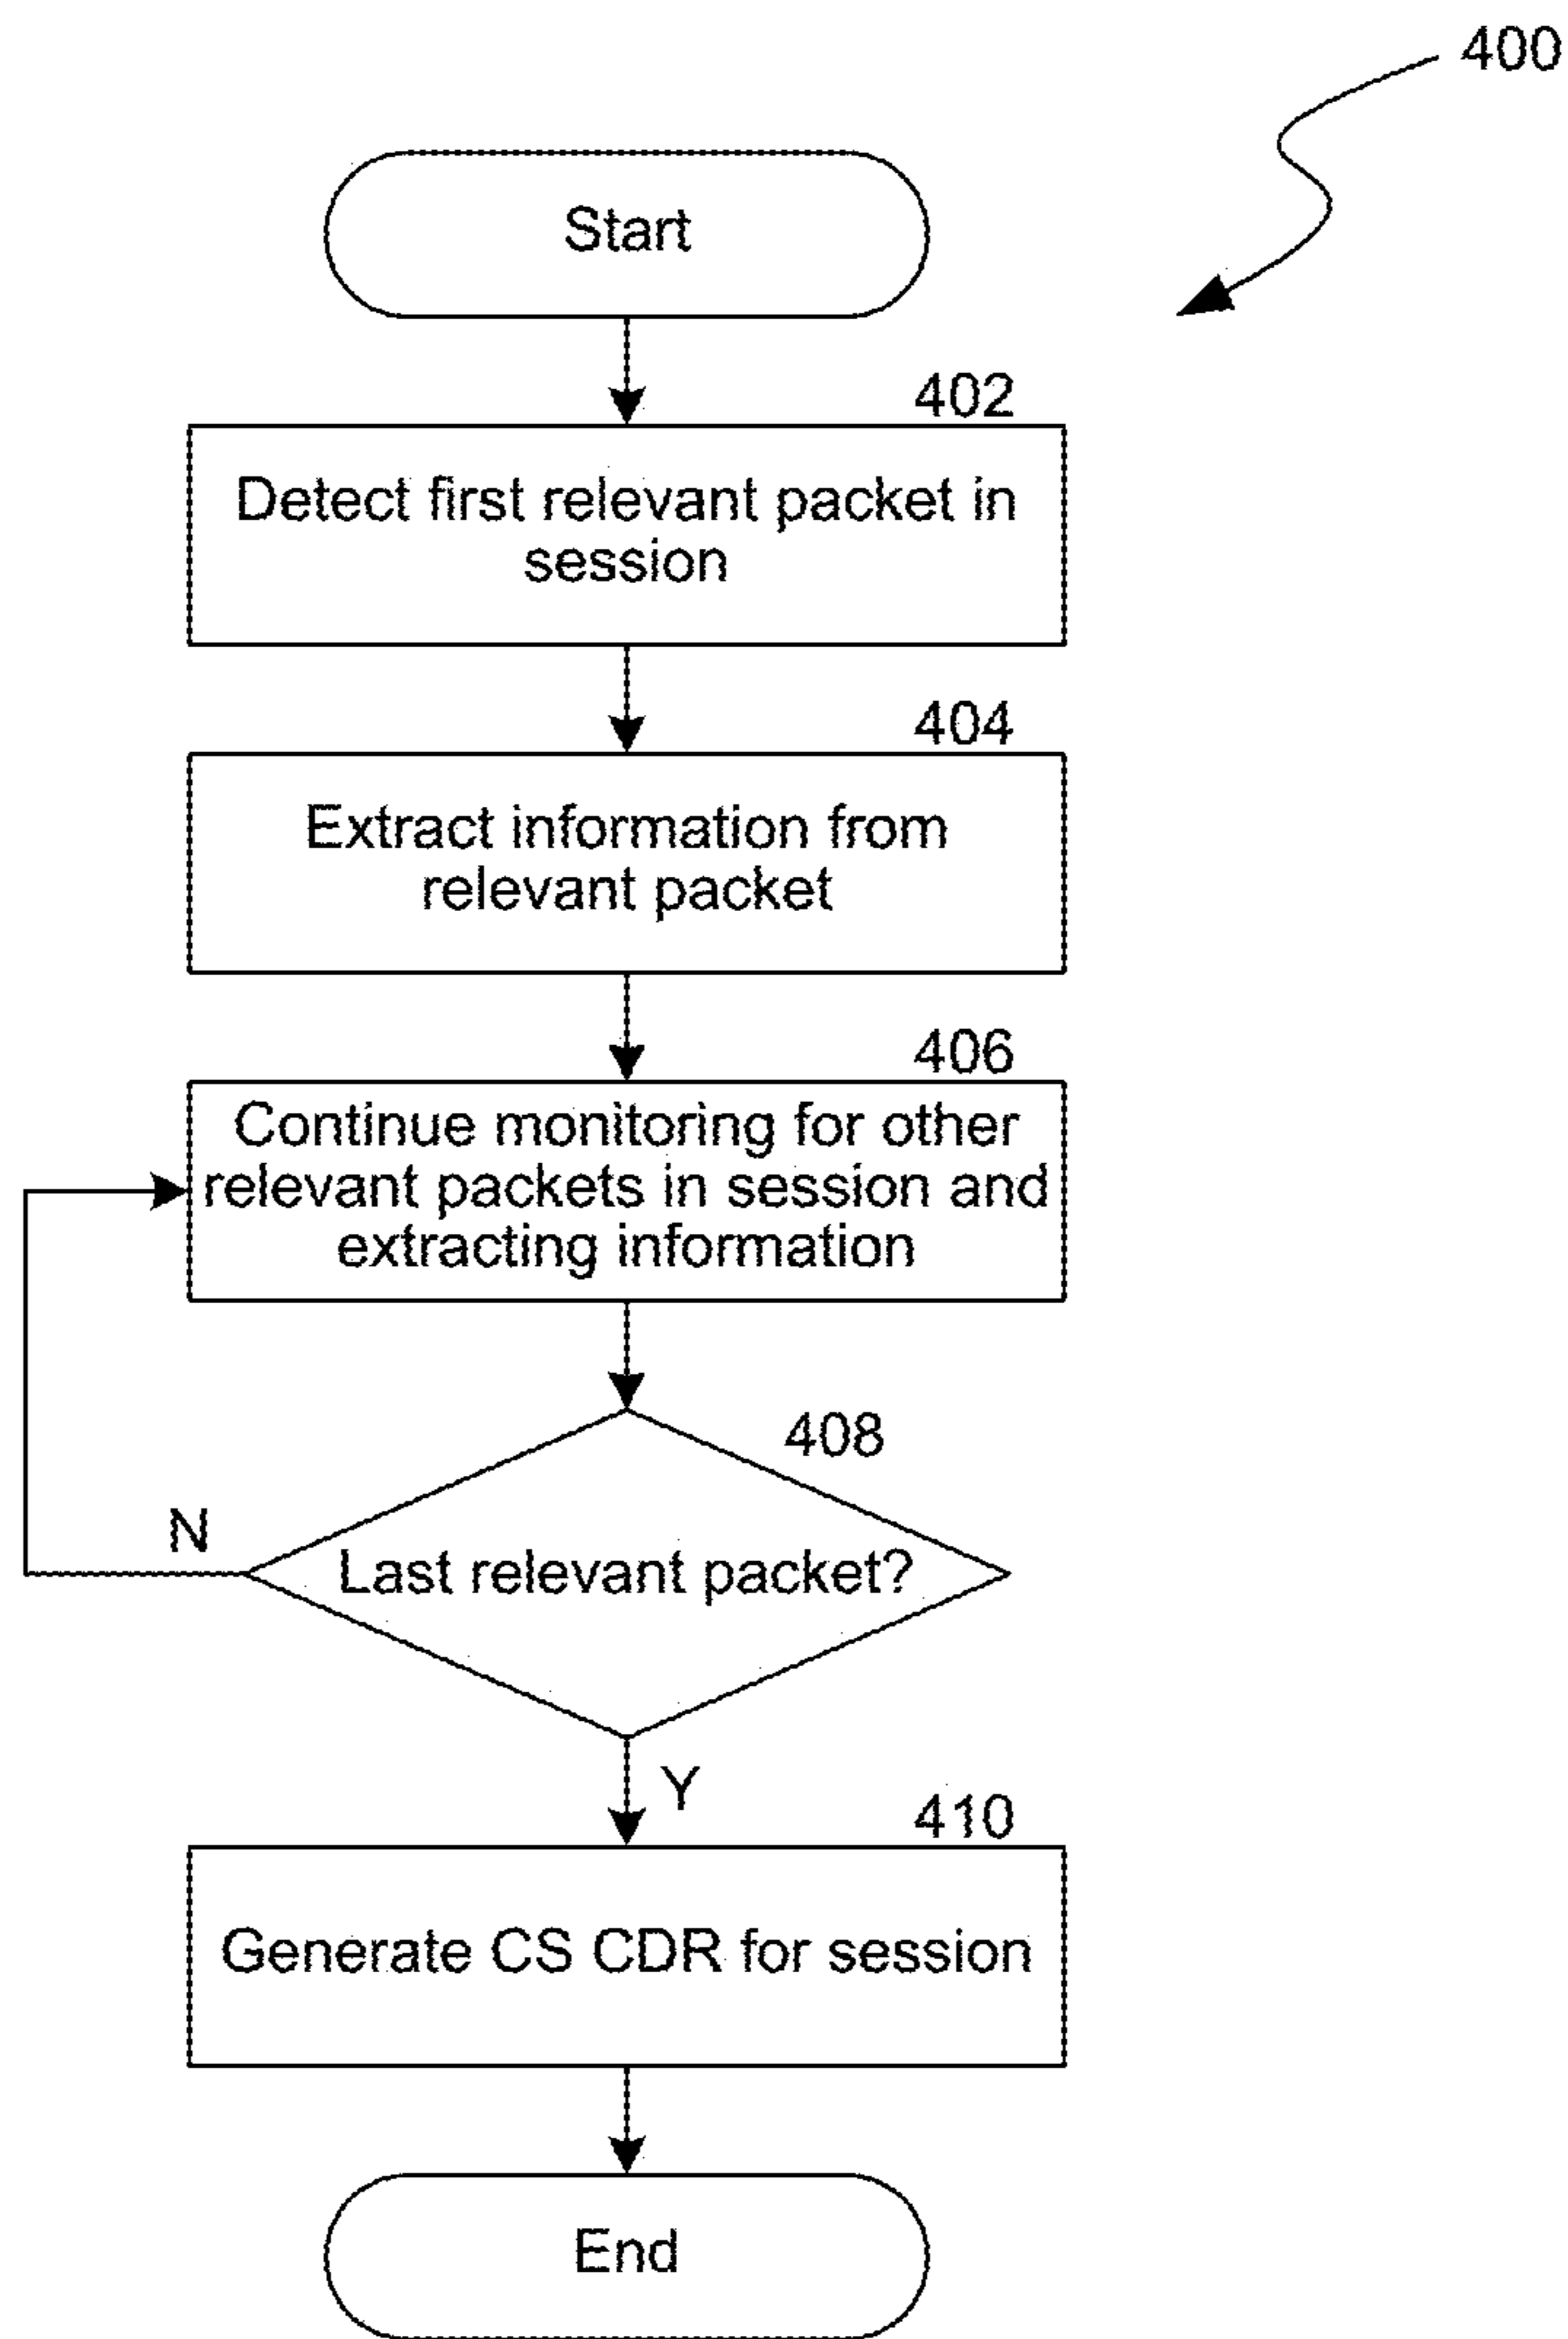 400
Start
402
Detect first relevant packet in
session
404
Extract information from
relevant packet
406
Continue monitoring for other
relevant packets in session and
extracting information
408
N
Last relevant packet?
Y
410
Generate CS CDR for session
End